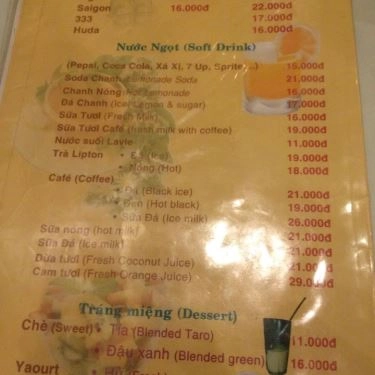 Saigon 16.000đ 22.000đ
333 17.000đ
Huda 16.000đ
Nước Ngọt (Soft Drink)
(Pepsi, Coca Cola, Xá Xị, 7 Up, Sprite,...) 15.000đ
Soda Chanh Lemonade Soda 21.000đ
Chanh Nóng Hot Lemonade 16.000đ
Đá Chanh (Ice Lemon & sugar) 17.000đ
Sữa Tươi (Fresh Milk) 16.000đ
Sữa Tươi Café (fresh milk with coffee) 19.000đ
Nước suối Lavie 11.000đ
Trà Lipton • Đá (Ice) 19.000đ
• Nóng (Hot) 18.000đ
Café (Coffee)
• Đá (Black ice) 21.000đ
• Đen (Hot black) 19.000đ
• Sữa Đá (Ice milk) 26.000đ
Sữa nóng (hot milk) 21.000đ
Sữa Đá (Ice milk) 21.000đ
Dừa tươi (Fresh Coconut Juice) 21.000đ
Cam tươi (Fresh Orange Juice) 29.000đ
Tráng miệng (Dessert)
Chè (Sweet) • Tía (Blended Taro) 11.000đ
• Đậu xanh (Blended green) 16.000đ
Yaourt